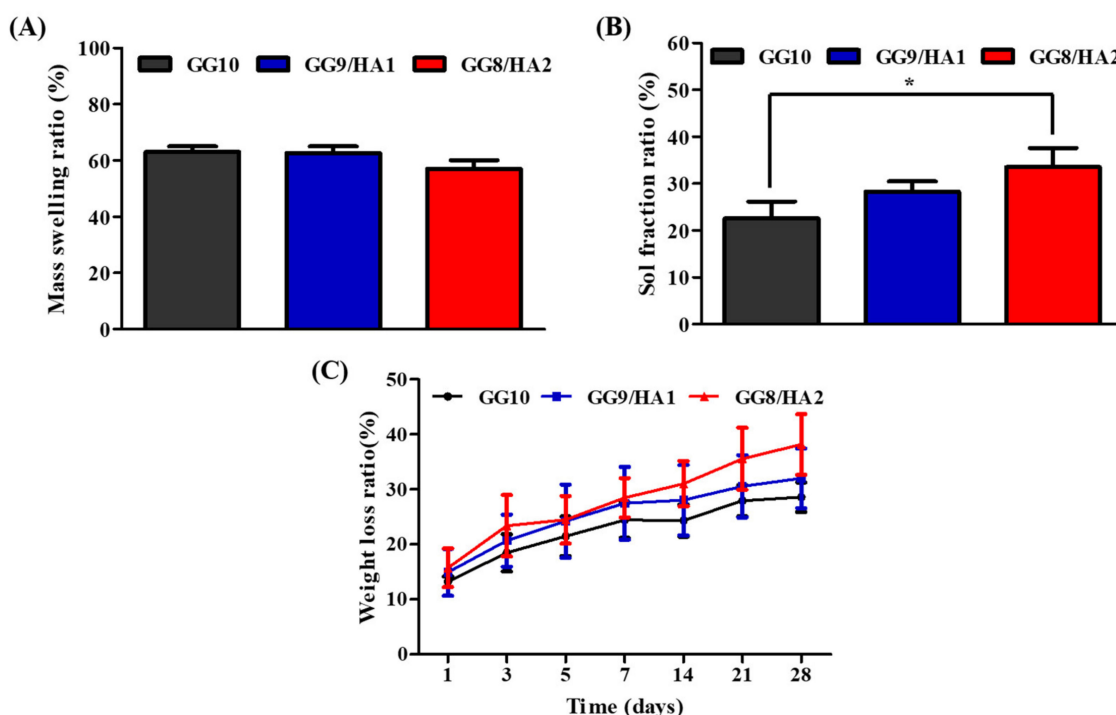 (A)
Mass swelling ratio (%)
100
80
60
40
20
0
GG10 GG9/HA1 GG8/HA2
(B)
Sol fraction ratio (%)
60
50
40
30
20
10
0
GG10 GG9/HA1 GG8/HA2
*
(C)
Weight loss ratio(%)
50
40
30
20
10
0
GG10 GG9/HA1 GG8/HA2
1 3 5 7 14 21 28
Time (days)